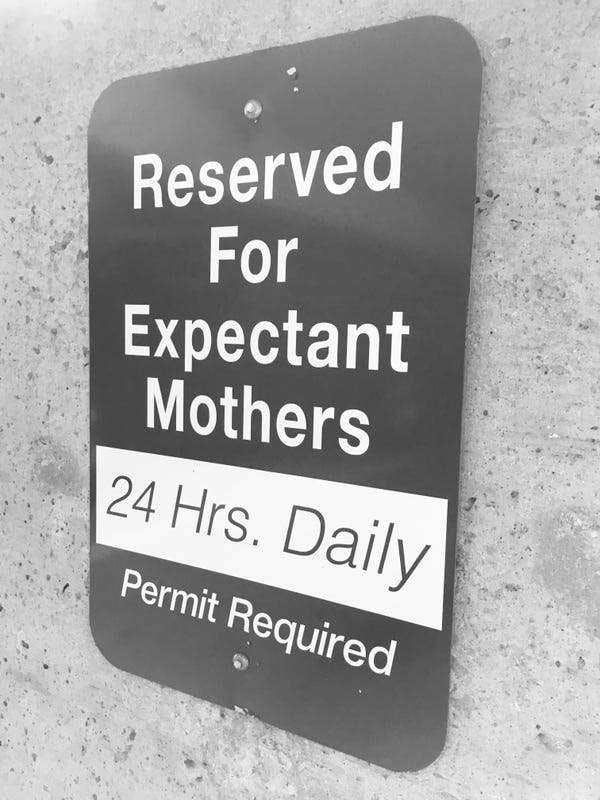 Reserved
For
Expectant
Mothers
24 Hrs. Daily
Permit Required